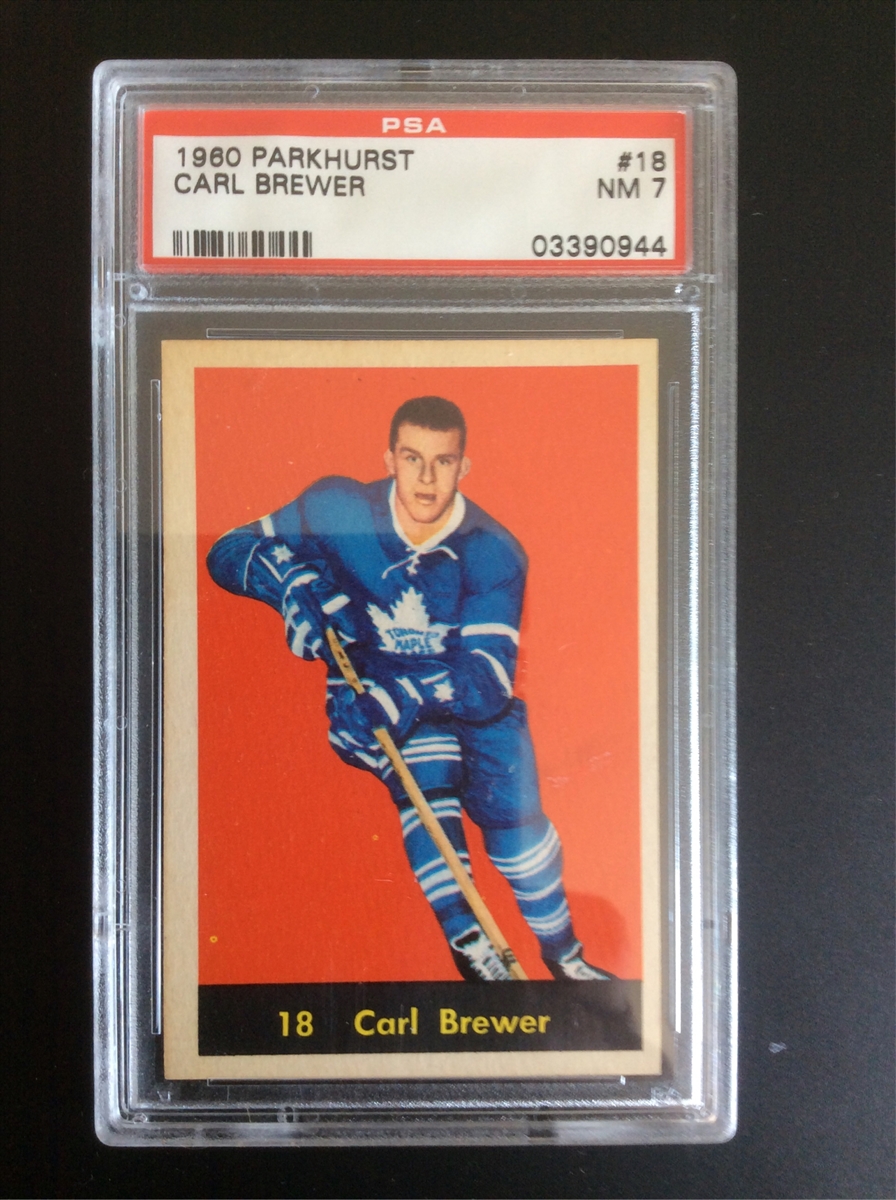 PSA
1960 PARKHURST #18
CARL BREWER NM 7
03390944
TORONTO
MAPLE
18 Carl Brewer